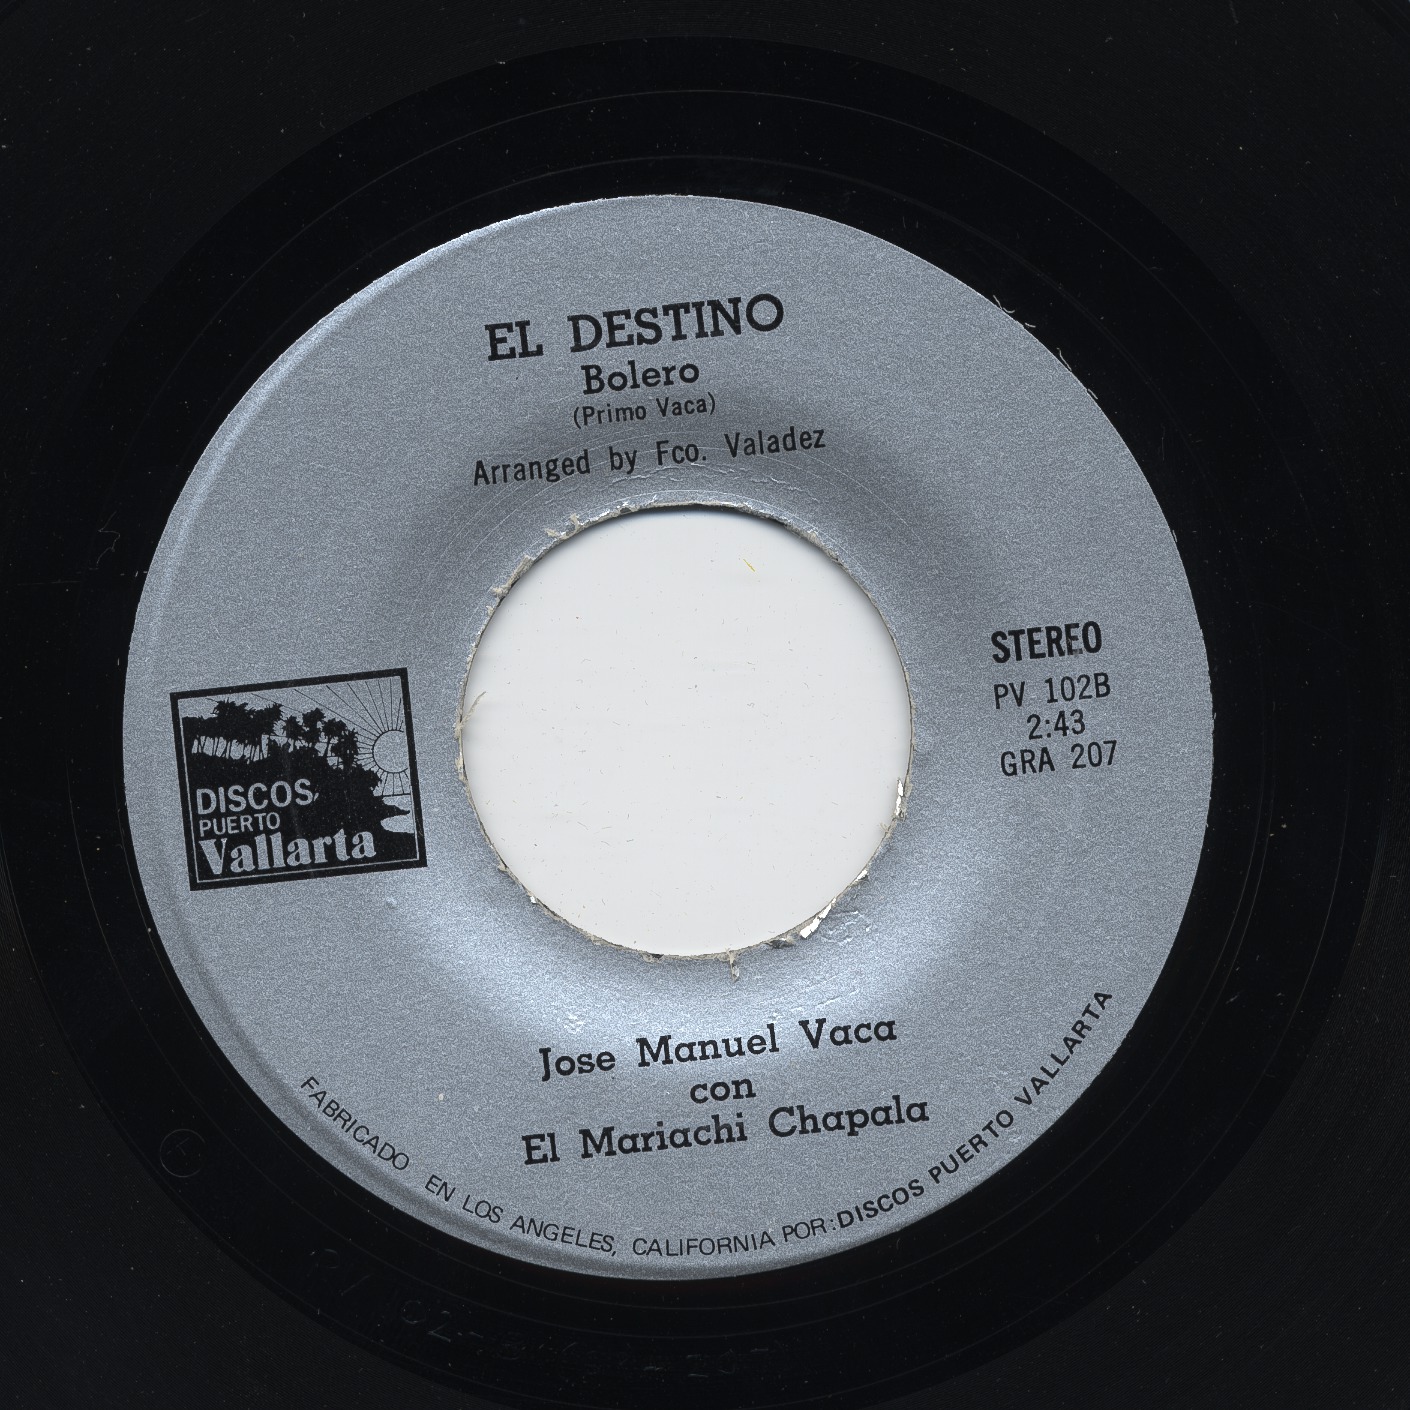 EL DESTINO
Bolero
(Primo Vaca)
Arranged by Fco. Valadez
DISCOS
PUERTO
Vallarta
STEREO
PV 102B
2:43
GRA 207
Jose Manuel Vaca
con
El Mariachi Chapala
FABRICADO EN LOS ANGELES, CALIFORNIA POR: DISCOS PUERTO VALLARTA